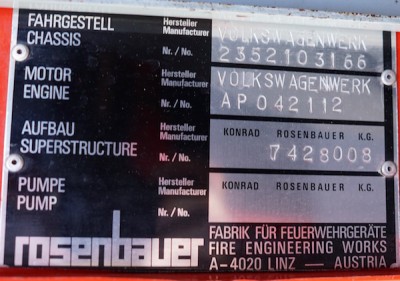 FAHRGESTELL Hersteller VOLKSWAGENWERK
CHASSIS Manufacturer
Nr./No. 2352103166
MOTOR Hersteller VOLKSWAGENWERK
ENGINE Manufacturer
Nr./No. AP 042112
AUFBAU Hersteller KONRAD ROSENBAUER K.G.
SUPERSTRUCTURE Manufacturer
Nr./No. 7428008
PUMPE Hersteller KONRAD ROSENBAUER K.G.
PUMP Manufacturer
Nr./No.
rosenbauer
FABRIK FÜR FEUERWEHRGERÄTE
FIRE ENGINEERING WORKS
A-4020 LINZ — AUSTRIA